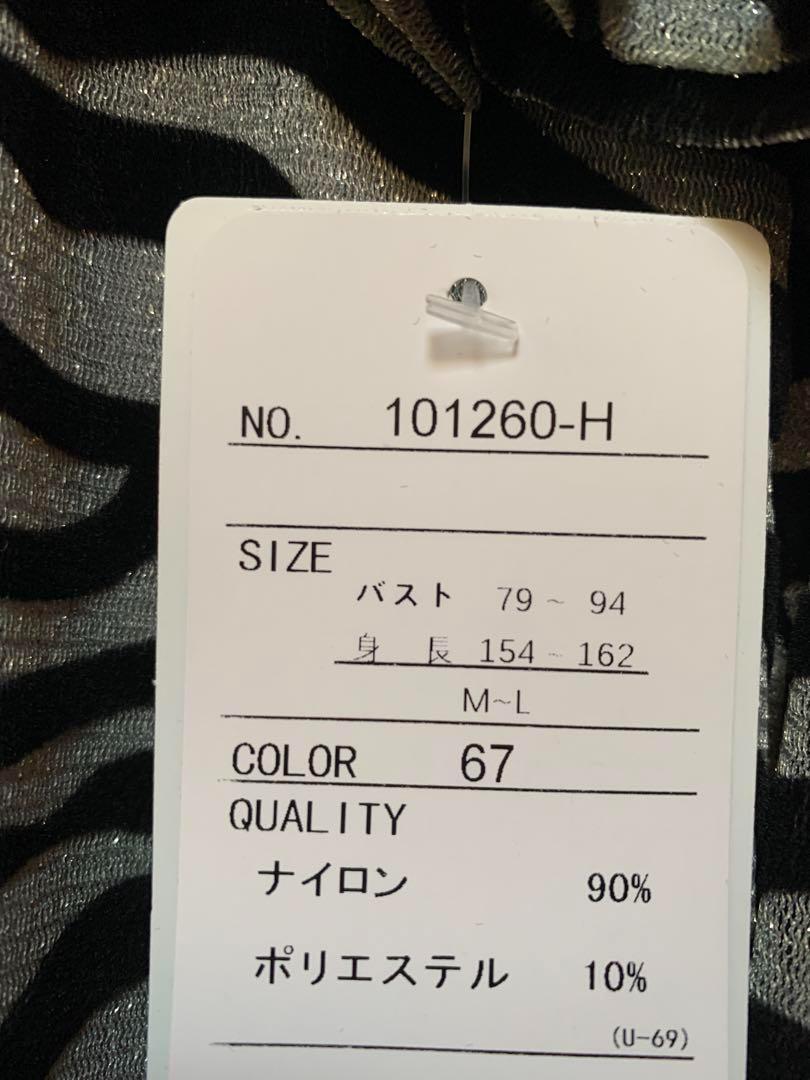 NO. 101260-H
SIZE
バスト 79~94
身 長 154~162
M~L
COLOR 67
QUALITY
ナイロン 90%
ポリエステル 10%
(U-69)